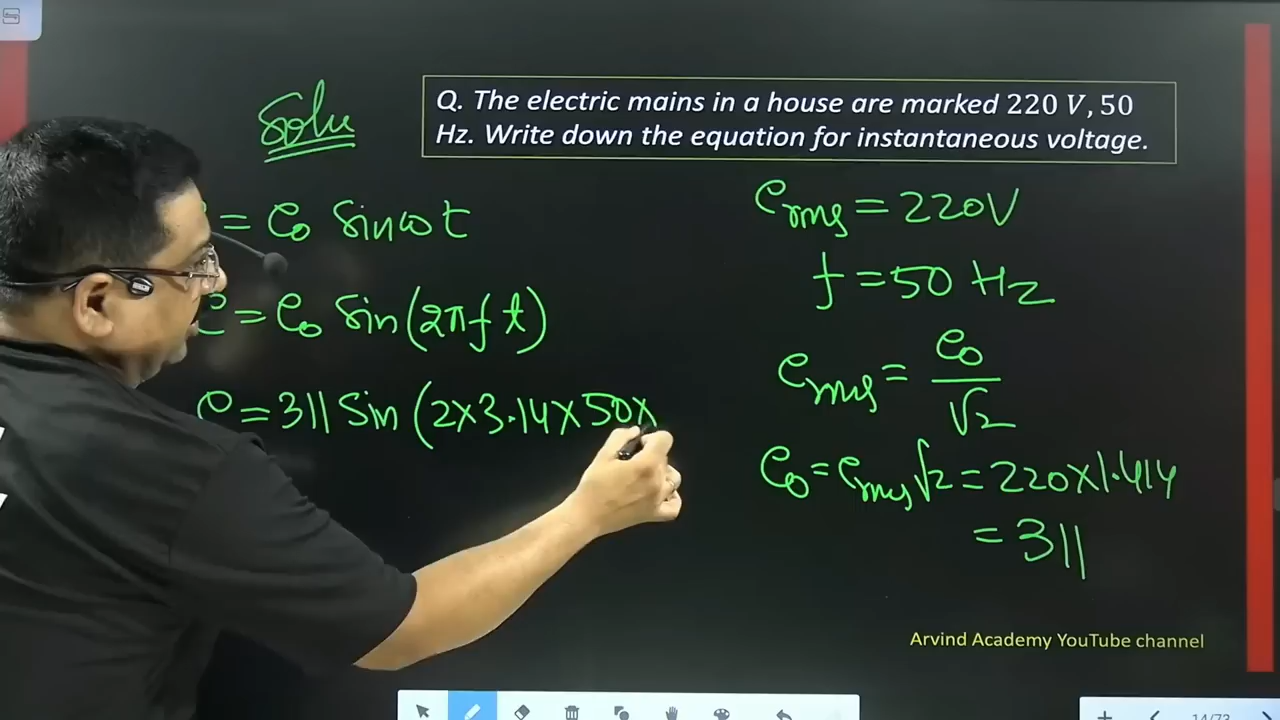 Solu
Q. The electric mains in a house are marked 220 V, 50
Hz. Write down the equation for instantaneous voltage.
= e₀ sinωt
e = e₀ sin(2πf t)
e = 311 sin (2×3.14×50×
e_rms = 220V
f = 50 Hz
e_rms = e₀/√2
e₀ = e_rms √2 = 220×1.414
= 311
Arvind Academy YouTube channel
14/73